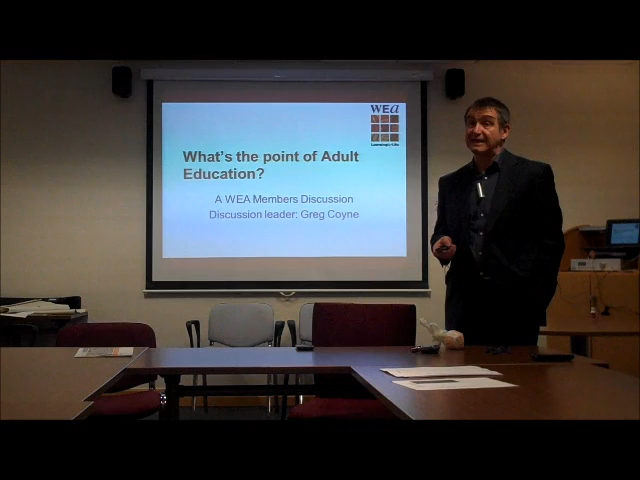 WEA
What's the point of Adult
Education?
A WEA Members Discussion
Discussion leader: Greg Coyne